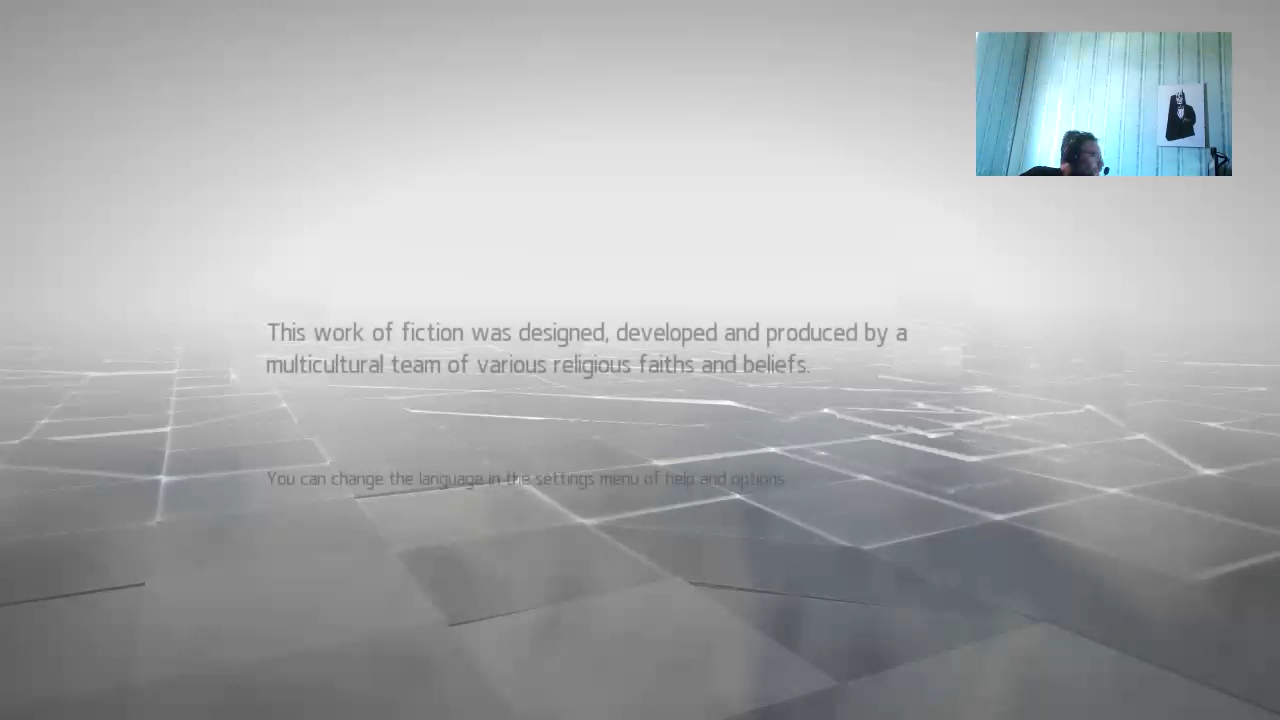 This work of fiction was designed, developed and produced by a
multicultural team of various religious faiths and beliefs.
You can change the language in the settings menu of help and options.